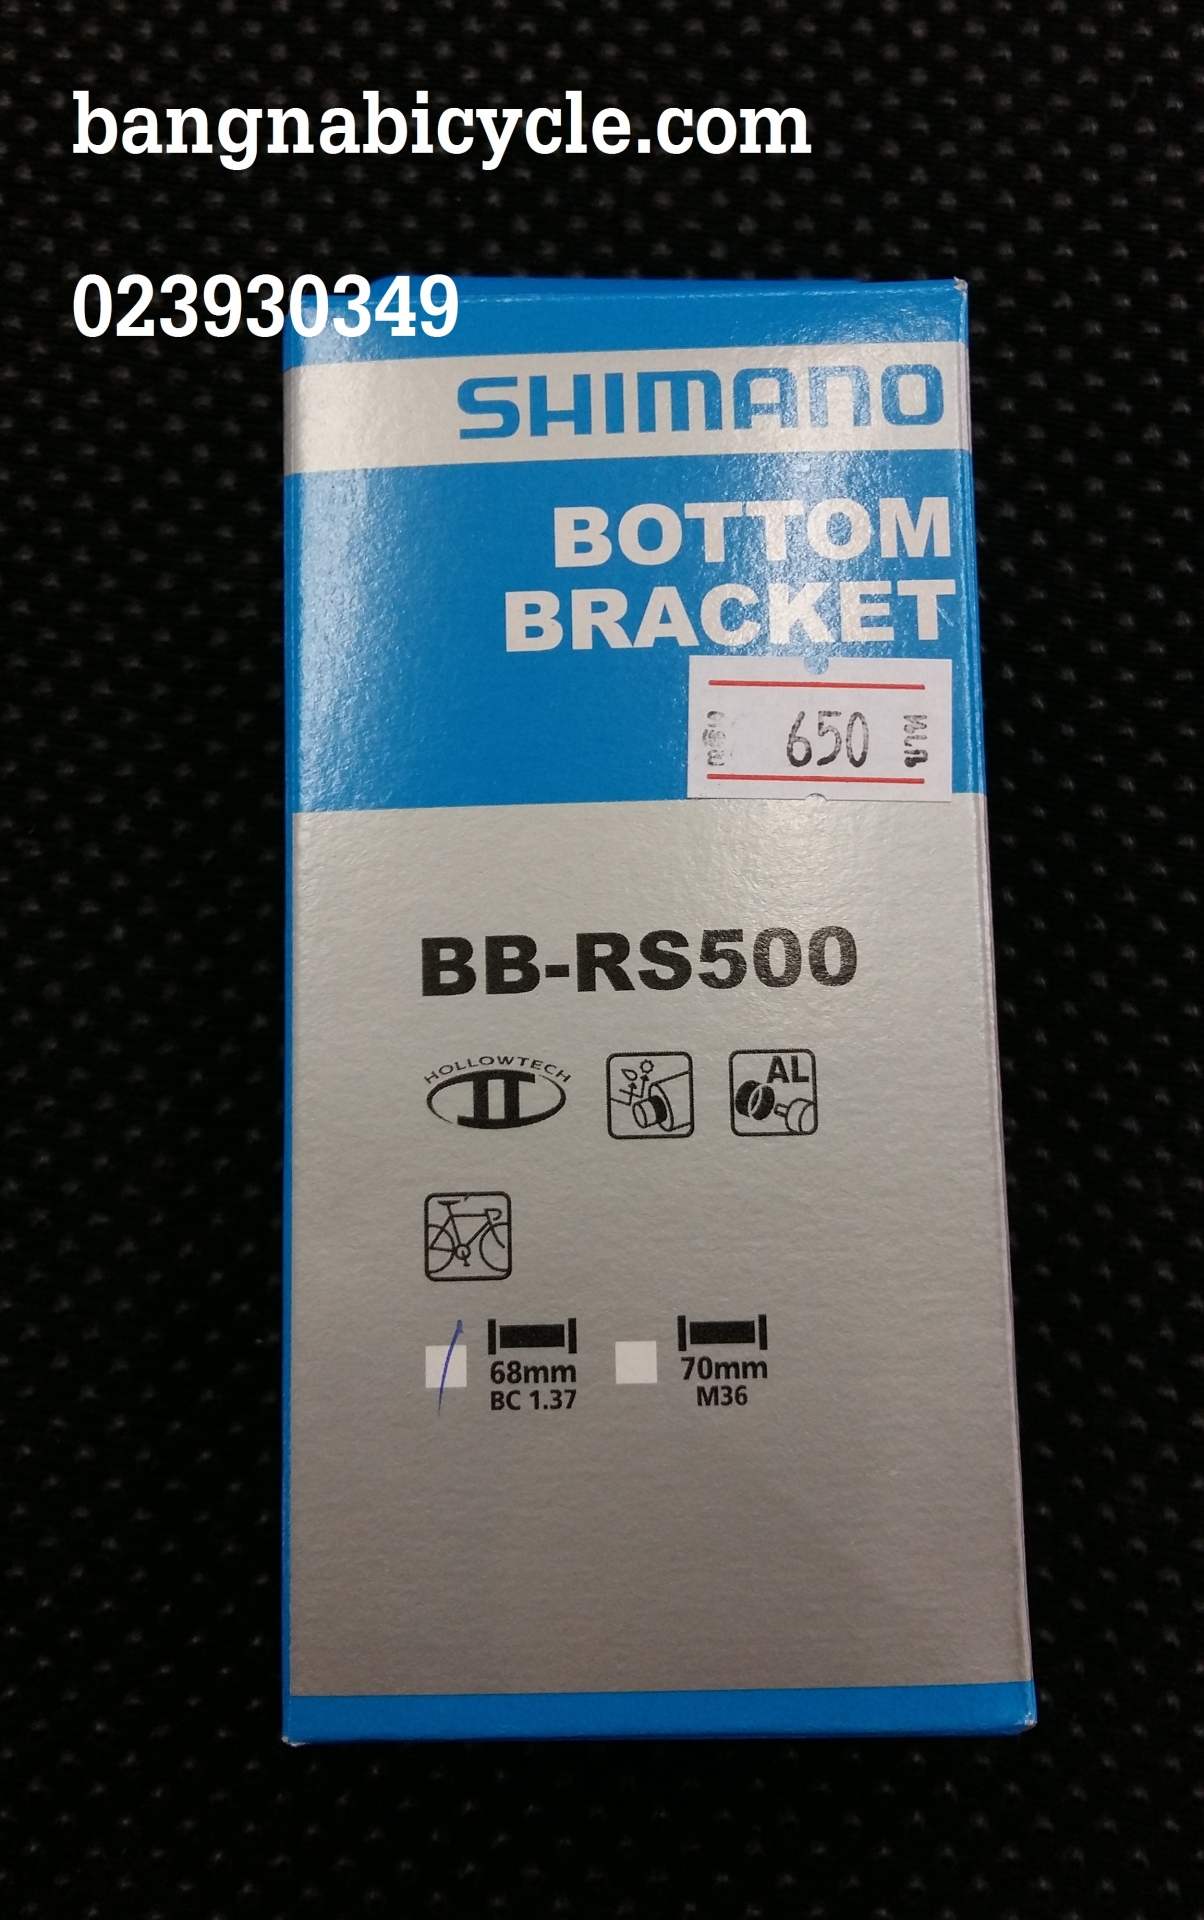 bangnabicycle.com
023930349
SHIMANO
BOTTOM
BRACKET
650
BB-RS500
HOLLOWTECH
II
AL
68mm
BC 1.37
70mm
M36